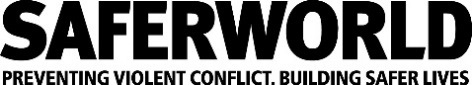 SAFERWORLD
PREVENTING VIOLENT CONFLICT. BUILDING SAFER LIVES